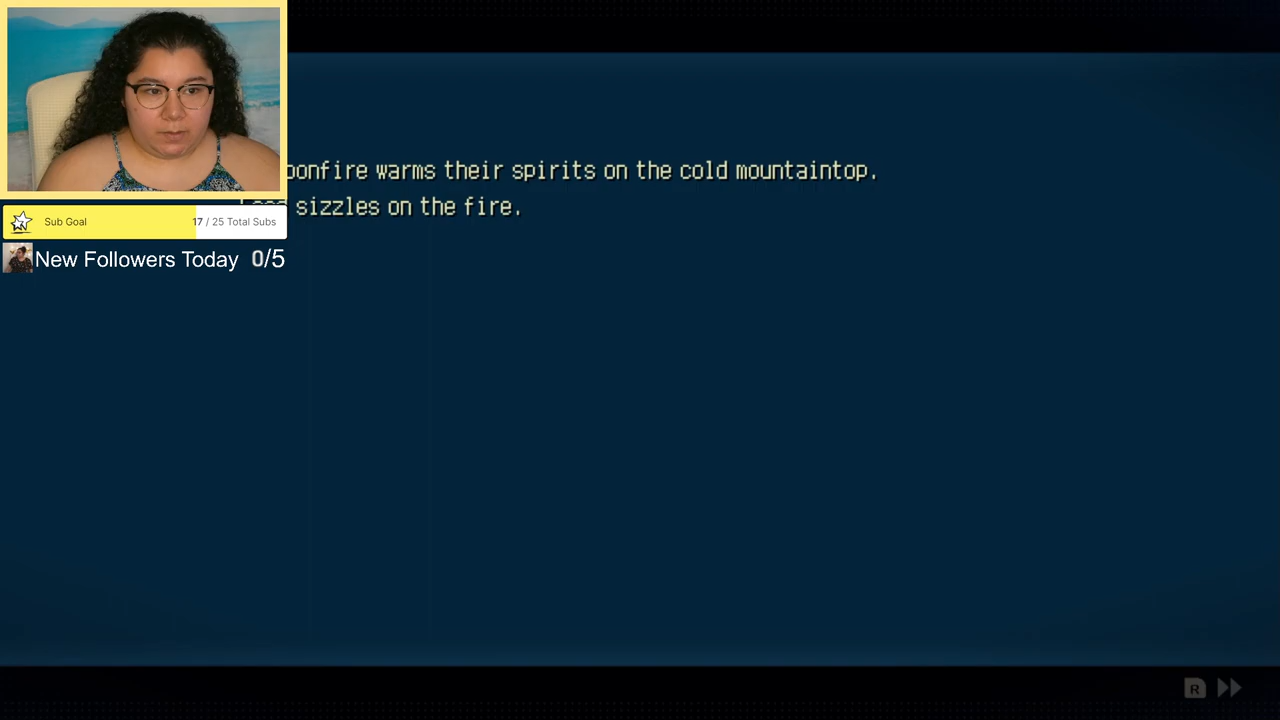 bonfire warms their spirits on the cold mountaintop.
sizzles on the fire.
Sub Goal 17 / 25 Total Subs
New Followers Today 0/5
R